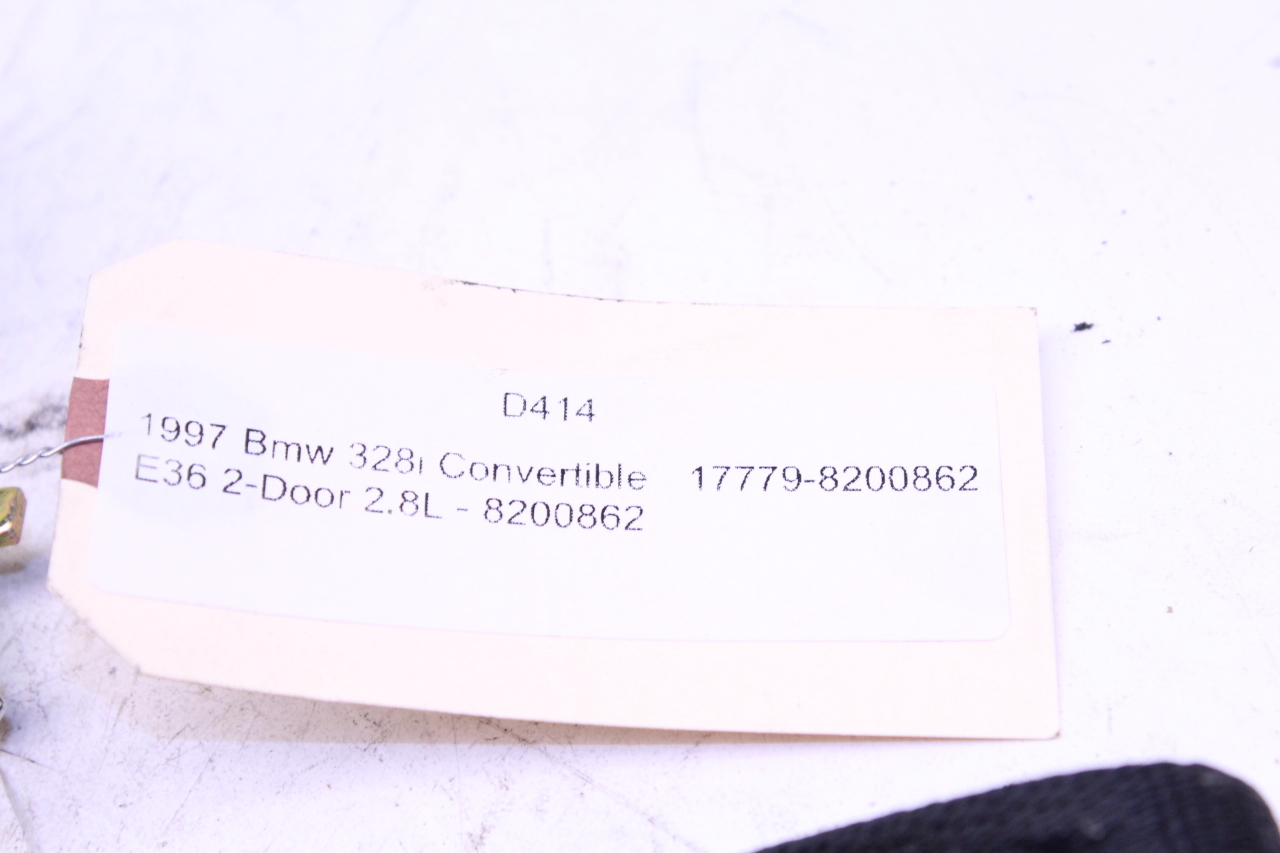 D414
1997 Bmw 328i Convertible 17779-8200862
E36 2-Door 2.8L - 8200862